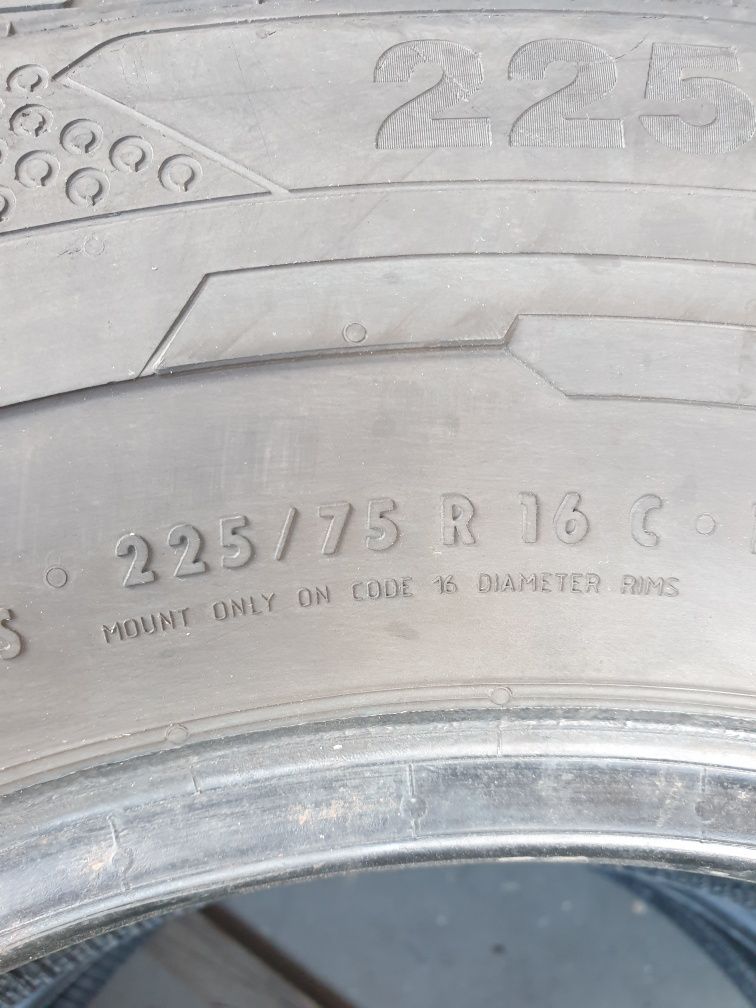 225
S · 225/75 R 16 C ·
MOUNT ONLY ON CODE 16 DIAMETER RIMS